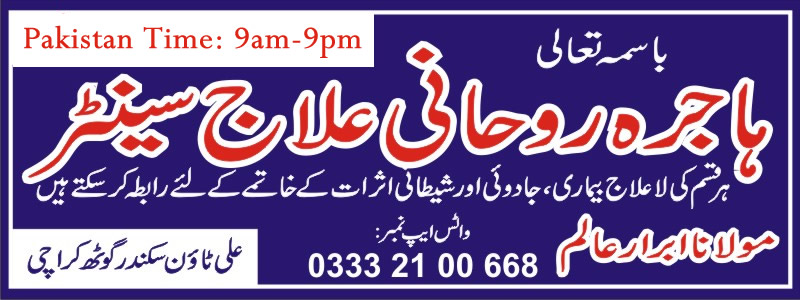 Pakistan Time: 9am-9pm
باسمہ تعالی
ہاجرہ روحانی علاج سینٹر
ہر قسم کی لاعلاج بیماری، جادوئی اور شیطانی اثرات کے خاتمے کے لئے رابطہ کر سکتے ہیں
مولانا ابرار عالم
واٹس ایپ نمبر:
0333 21 00 668
علی ٹاؤن سکندر گوٹھ کراچی